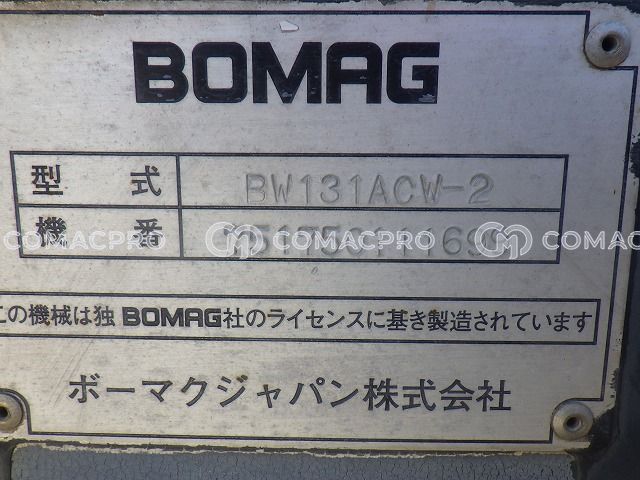 BOMAG
型式 BW131ACW-2
機番
COMACPRO COMACPRO COMACPRO
この機械は独 BOMAG社のライセンスに基き製造されています
ボーマクジャパン株式会社